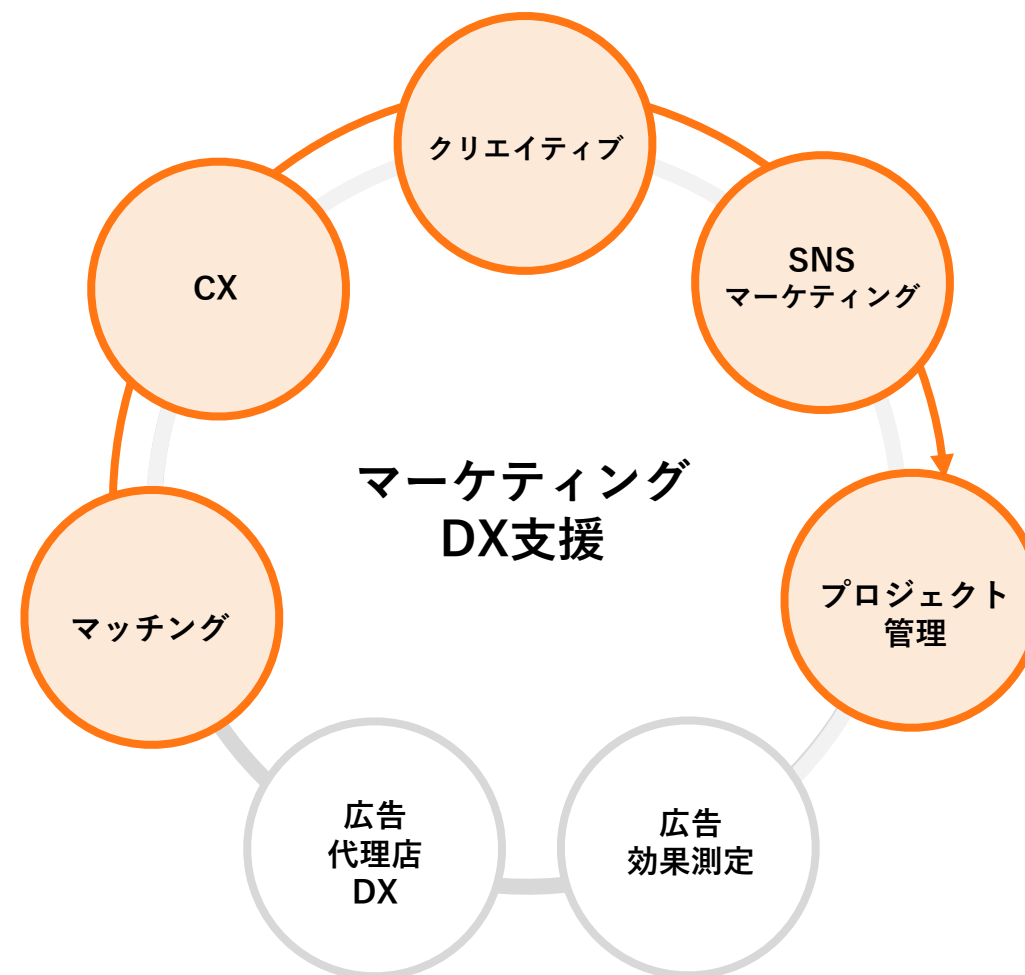 クリエイティブ
CX
SNS
マーケティング
マーケティング
DX支援
マッチング
プロジェクト
管理
広告
代理店
DX
広告
効果測定